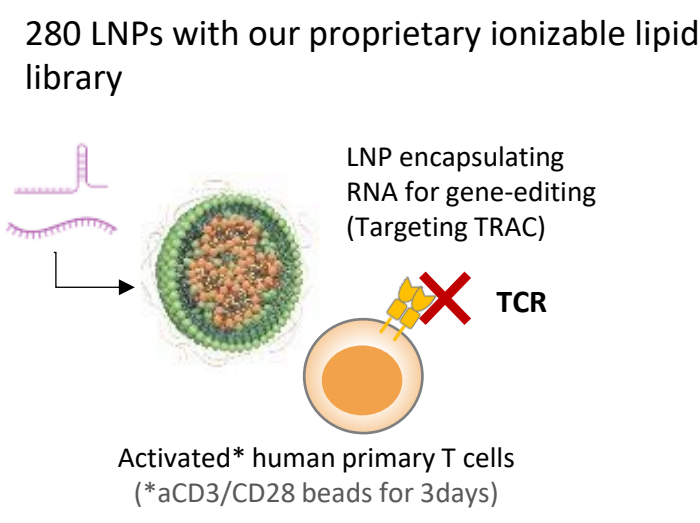 280 LNPs with our proprietary ionizable lipid
library
LNP encapsulating
RNA for gene-editing
(Targeting TRAC)
TCR
Activated* human primary T cells
(*aCD3/CD28 beads for 3days)